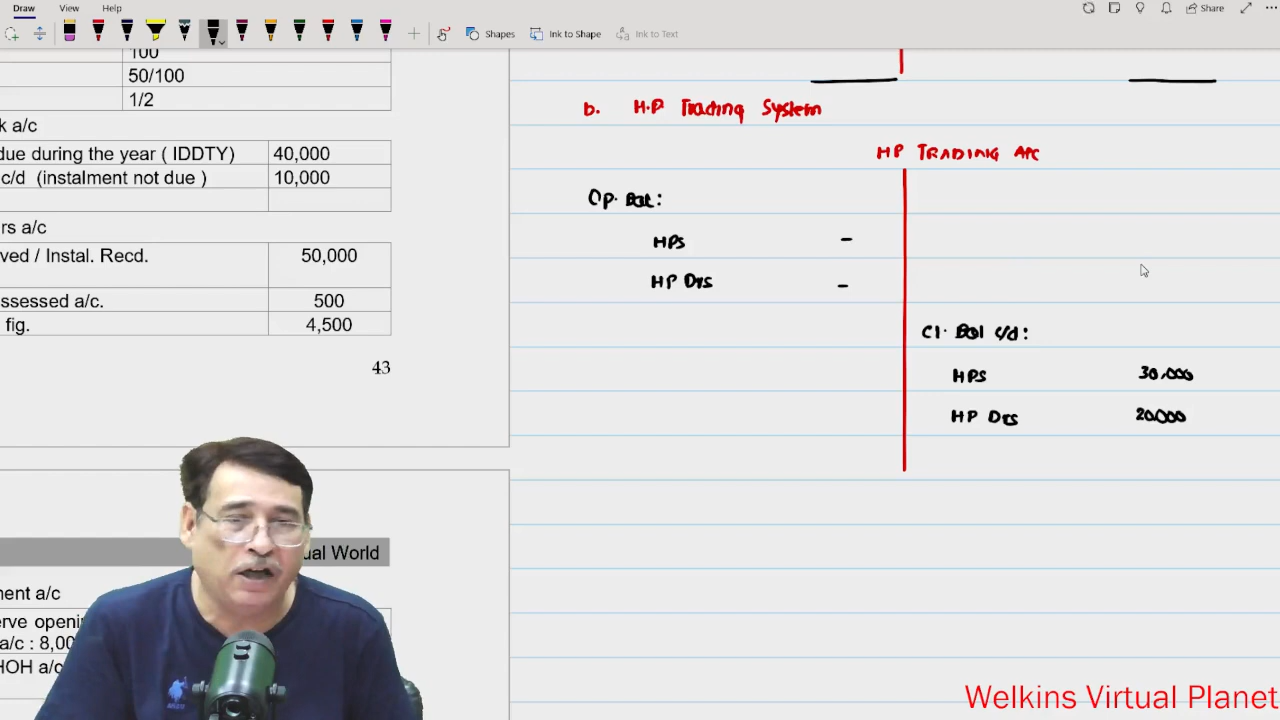 Draw View Help
Share
Shapes Ink to Shape Ink to Text
100
50/100
1/2
k a/c
due during the year ( IDDTY) 40,000
c/d (instalment not due ) 10,000
rs a/c
ved / Instal. Recd. 50,000
ssessed a/c. 500
fig. 4,500
43
ual World
ment a/c
erve openi
a/c : 8,00
HOH a/c
b. H.P Trading System
HP TRADING A/C
Op. Bal:
HPS -
HP Drs -
Cl. Bal c/d:
HPS 30,000
HP Drs 20,000
Welkins Virtual Planet